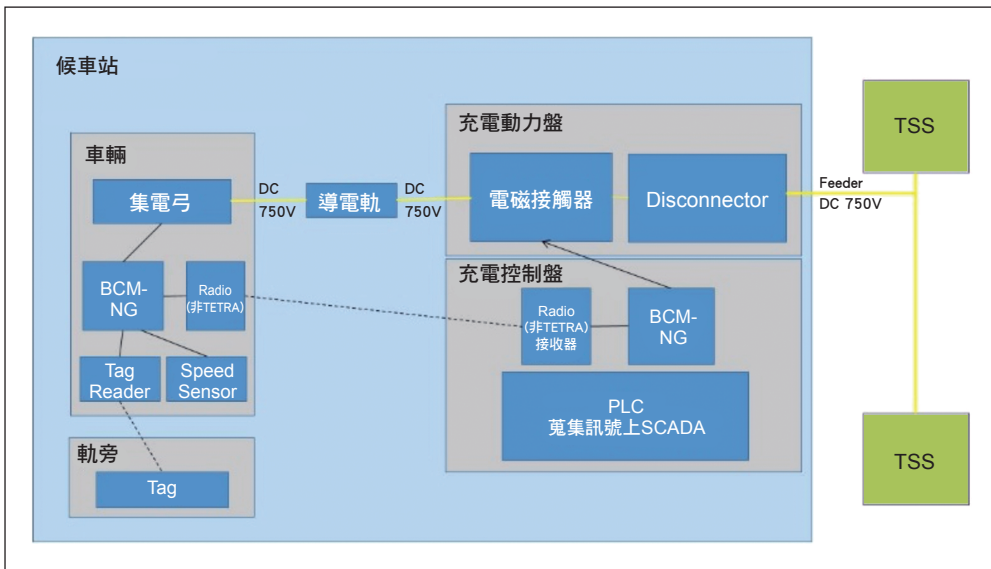 候車站
車輛
集電弓
DC
750V
導電軌
DC
750V
BCM-
NG
Radio
(非TETRA)
Tag
Reader
Speed
Sensor
軌旁
Tag
充電動力盤
電磁接觸器
Disconnector
充電控制盤
Radio
(非TETRA)
接收器
BCM-
NG
PLC
蒐集訊號上SCADA
Feeder
DC 750V
TSS
TSS